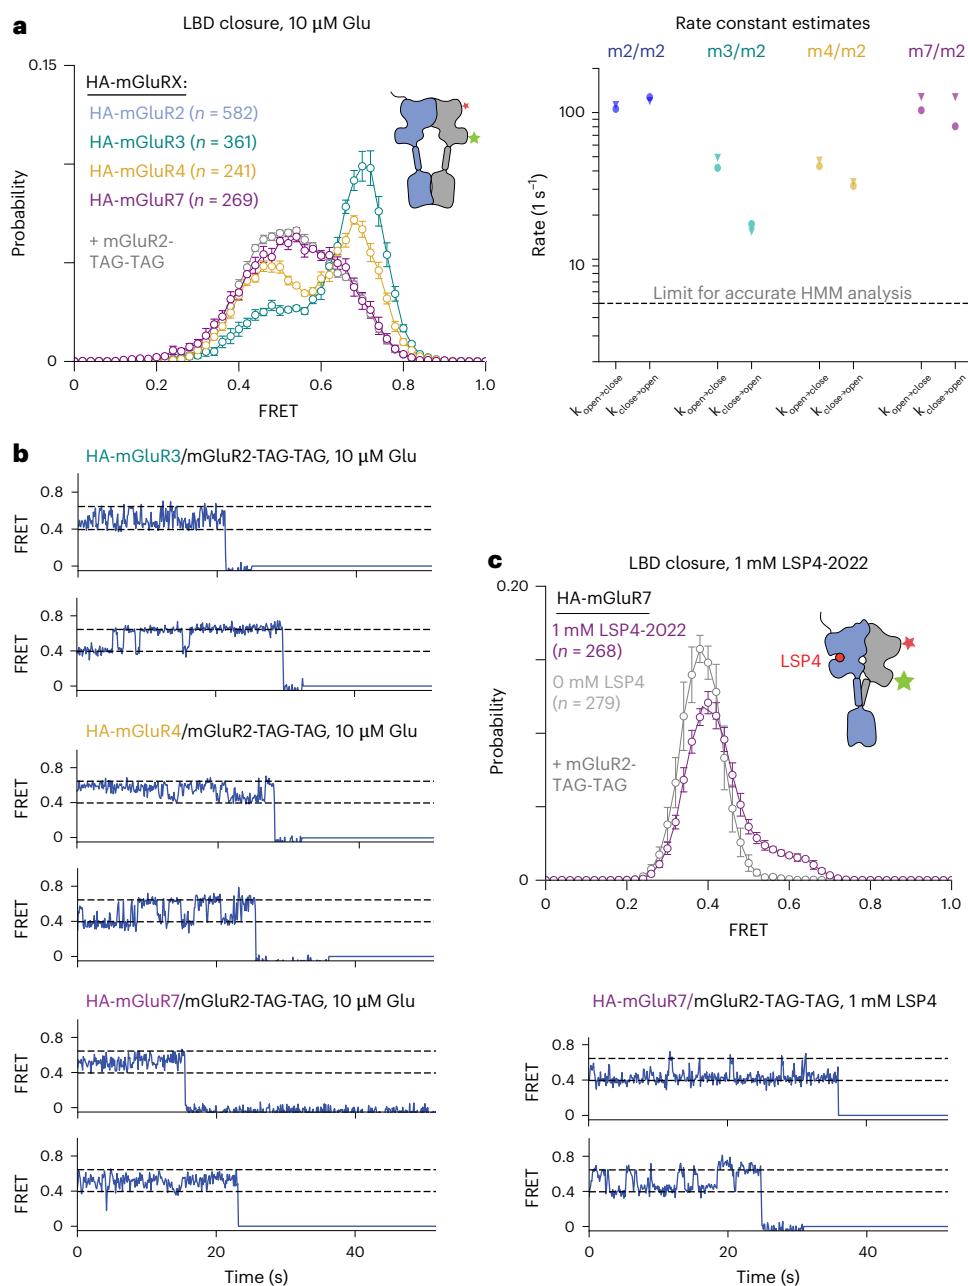 a
LBD closure, 10 µM Glu
0.15
Probability
0
HA-mGluRX:
HA-mGluR2 (n = 582)
HA-mGluR3 (n = 361)
HA-mGluR4 (n = 241)
HA-mGluR7 (n = 269)
+ mGluR2-
TAG-TAG
0 0.2 0.4 0.6 0.8 1.0
FRET
Rate constant estimates
m2/m2 m3/m2 m4/m2 m7/m2
100
Rate (1 s⁻¹)
10
Limit for accurate HMM analysis
k open→close k close→open k open→close k close→open k open→close k close→open k open→close k close→open
b
HA-mGluR3/mGluR2-TAG-TAG, 10 µM Glu
0.8
FRET
0.4
0
0.8
FRET
0.4
0
HA-mGluR4/mGluR2-TAG-TAG, 10 µM Glu
0.8
FRET
0.4
0
0.8
FRET
0.4
0
HA-mGluR7/mGluR2-TAG-TAG, 10 µM Glu
0.8
FRET
0.4
0
0.8
FRET
0.4
0
0 20 40
Time (s)
c
LBD closure, 1 mM LSP4-2022
0.20
Probability
0
HA-mGluR7
1 mM LSP4-2022
(n = 268)
0 mM LSP4
(n = 279)
+ mGluR2-
TAG-TAG
LSP4
0 0.2 0.4 0.6 0.8 1.0
FRET
HA-mGluR7/mGluR2-TAG-TAG, 1 mM LSP4
0.8
FRET
0.4
0
0.8
FRET
0.4
0
0 20 40
Time (s)